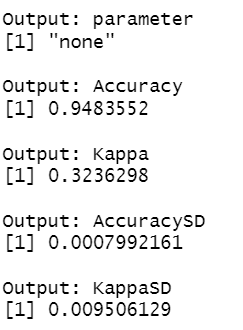 Output: parameter
[1] "none"
Output: Accuracy
[1] 0.9483552
Output: Kappa
[1] 0.3236298
Output: AccuracySD
[1] 0.0007992161
Output: KappaSD
[1] 0.009506129